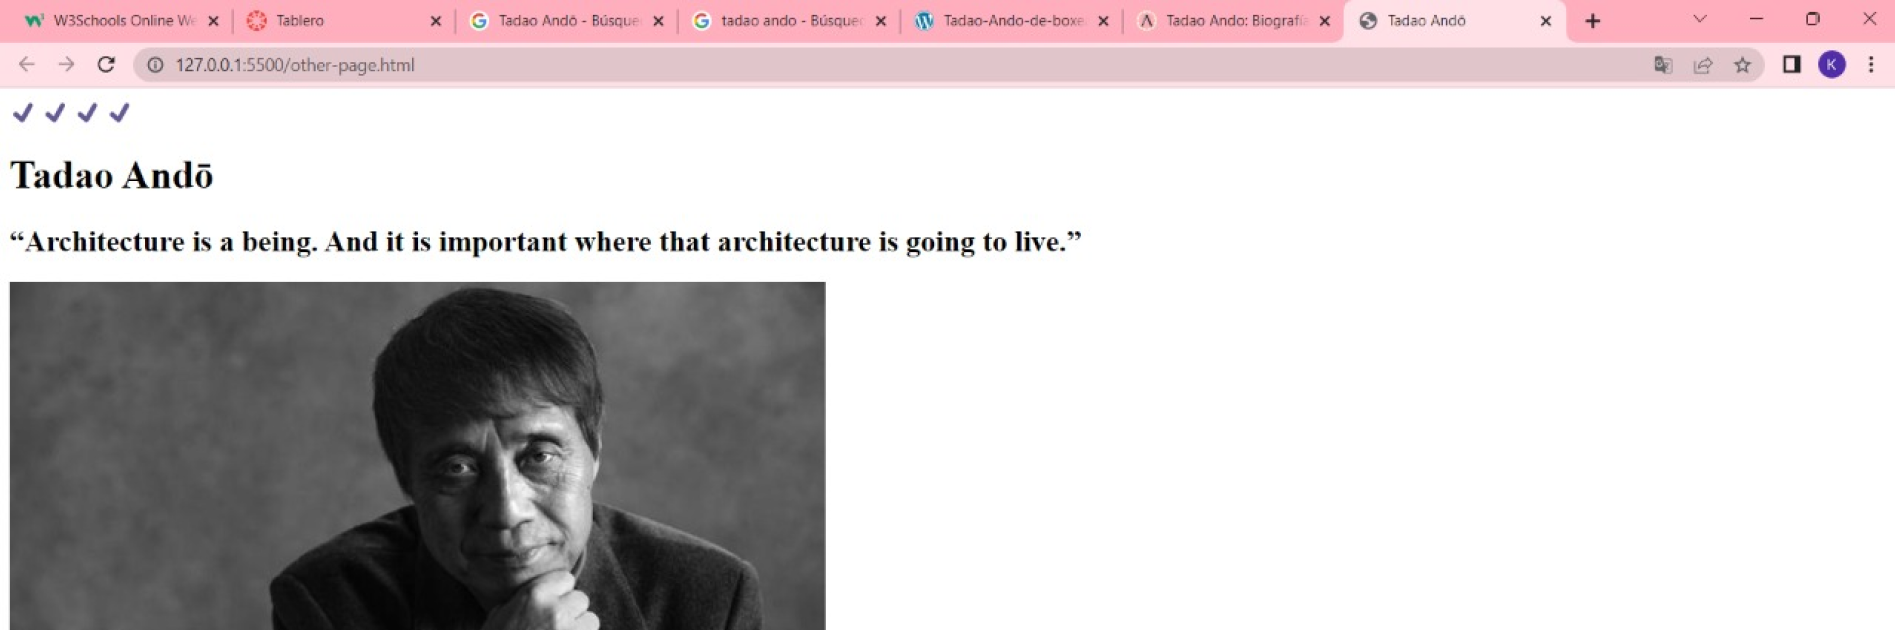 W3Schools Online We
Tablero
Tadao Andō - Búsque
tadao ando - Búsque
Tadao-Ando-de-boxe
Tadao Ando: Biografía
Tadao Andō
127.0.0.1:5500/other-page.html
K
Tadao Andō
“Architecture is a being. And it is important where that architecture is going to live.”